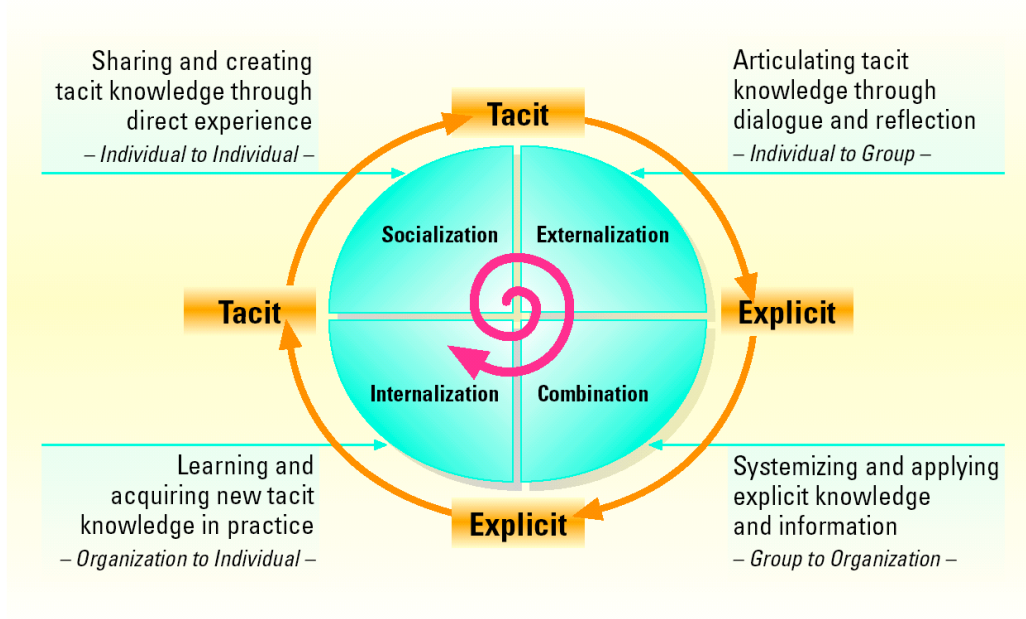 Sharing and creating
tacit knowledge through
direct experience
– Individual to Individual –
Tacit
Articulating tacit
knowledge through
dialogue and reflection
– Individual to Group –
Socialization
Externalization
Tacit
Explicit
Internalization
Combination
Learning and
acquiring new tacit
knowledge in practice
– Organization to Individual –
Explicit
Systemizing and applying
explicit knowledge
and information
– Group to Organization –